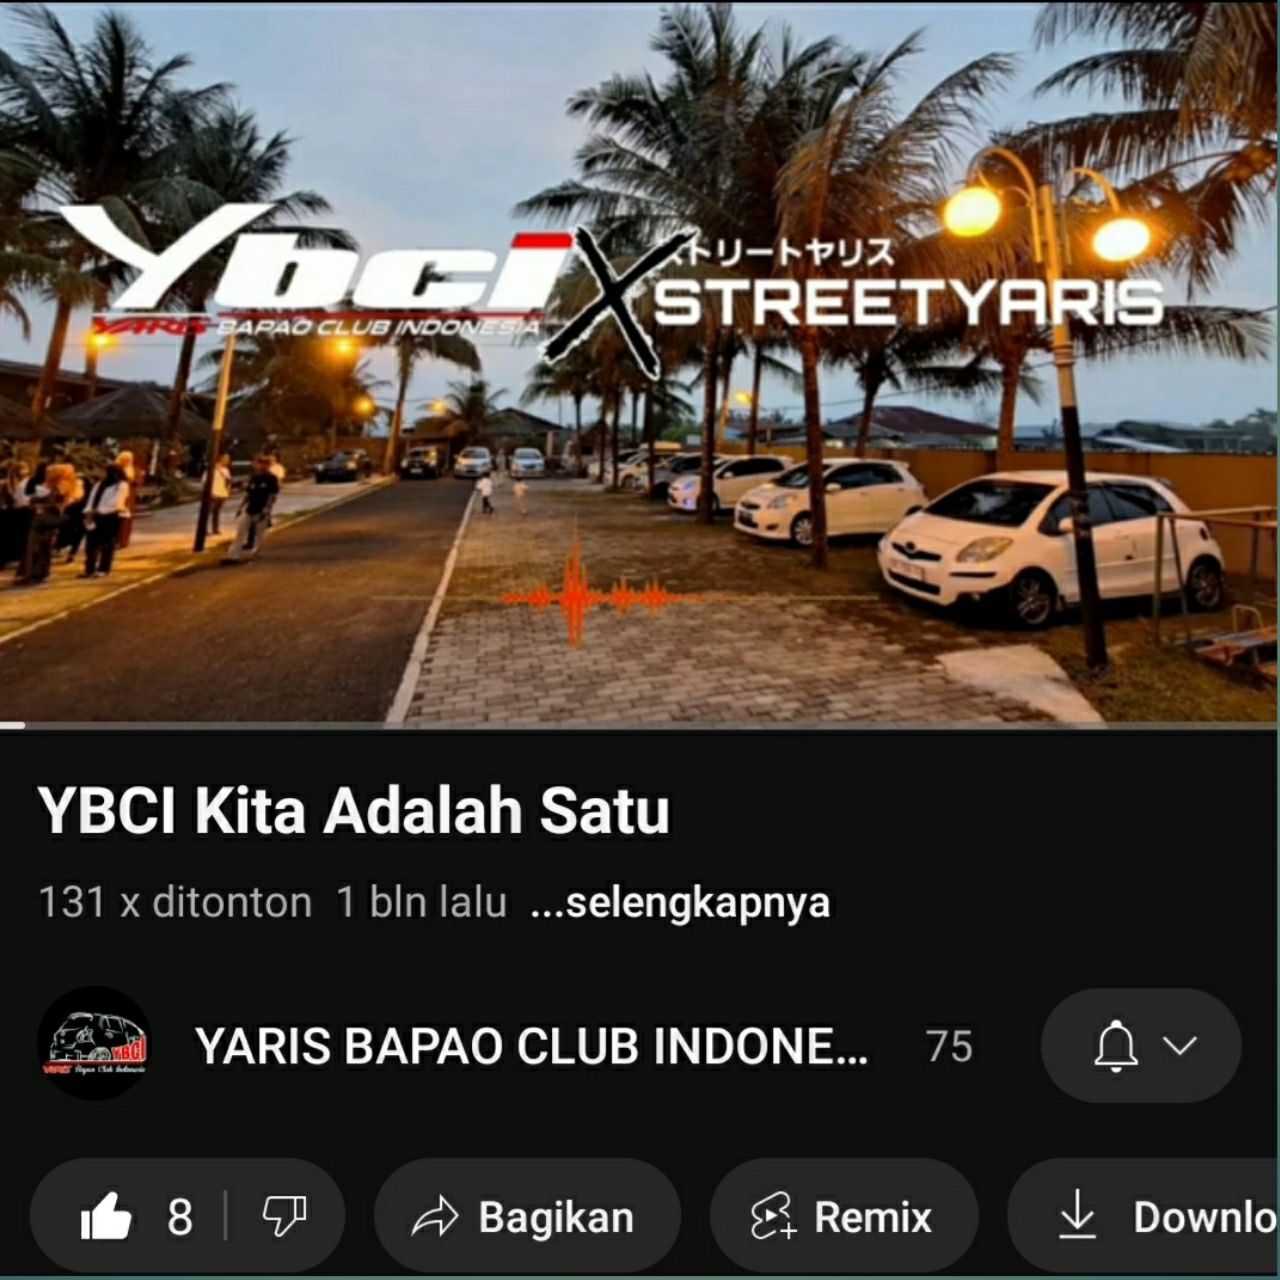 Ybci
YARIS BAPAO CLUB INDONESIA
X
ストリートヤリス
STREETYARIS
YBCI Kita Adalah Satu
131 x ditonton 1 bln lalu ...selengkapnya
YBCI
YARIS Bapao Club Indonesia
YARIS BAPAO CLUB INDONE... 75
8 Bagikan Remix Downlo